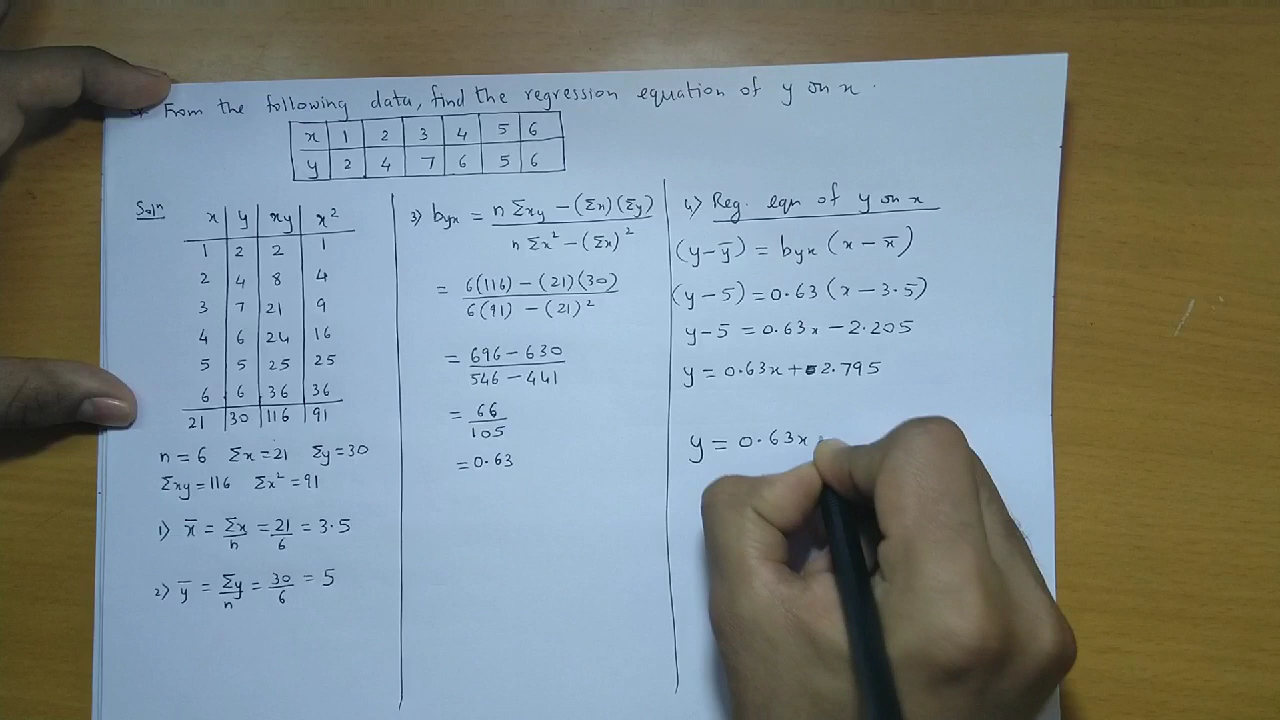 From the following data, find the regression equation of y on x.
x 1 2 3 4 5 6
y 2 4 7 6 5 6
Solⁿ
x y xy x²
1 2 2 1
2 4 8 4
3 7 21 9
4 6 24 16
5 5 25 25
6 6 36 36
21 30 116 91
n = 6 Σx = 21 Σy = 30
Σxy = 116 Σx² = 91
1) x̄ = Σx/n = 21/6 = 3.5
2) ȳ = Σy/n = 30/6 = 5
3) byx = n Σxy − (Σx)(Σy) / n Σx² − (Σx)²
= 6(116) − (21)(30) / 6(91) − (21)²
= 696 − 630 / 546 − 441
= 66 / 105
= 0.63
4) Reg. eqn of y on x
(y − ȳ) = byx (x − x̄)
(y − 5) = 0.63 (x − 3.5)
y − 5 = 0.63x − 2.205
y = 0.63x + 2.795
y = 0.63x